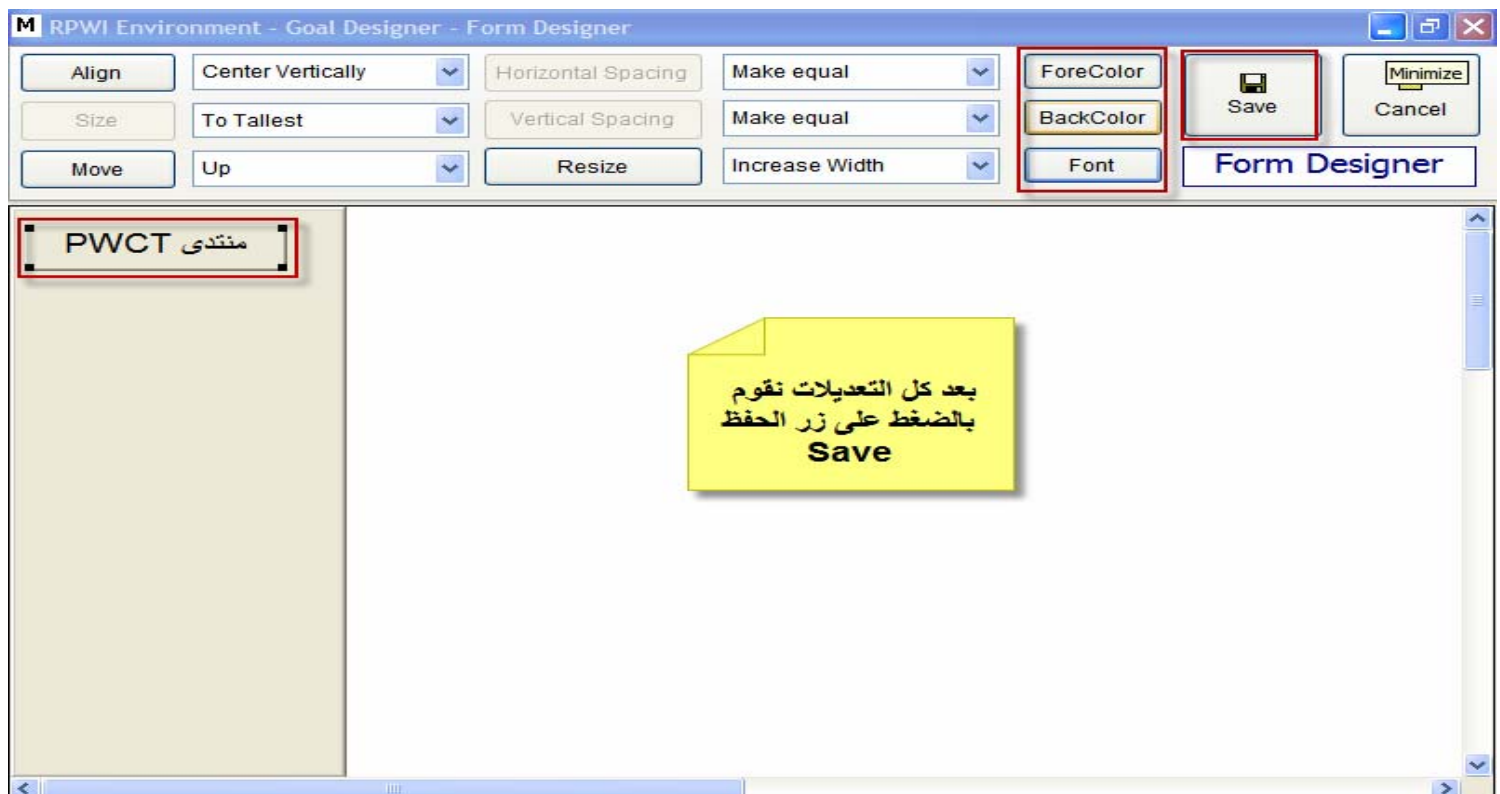 M RPWI Environment - Goal Designer - Form Designer
Align Center Vertically Horizontal Spacing Make equal ForeColor Save Minimize
Size To Tallest Vertical Spacing Make equal BackColor Cancel
Move Up Resize Increase Width Font Form Designer
منتدى PWCT
بعد كل التعديلات نقوم
بالضغط على زر الحفظ
Save